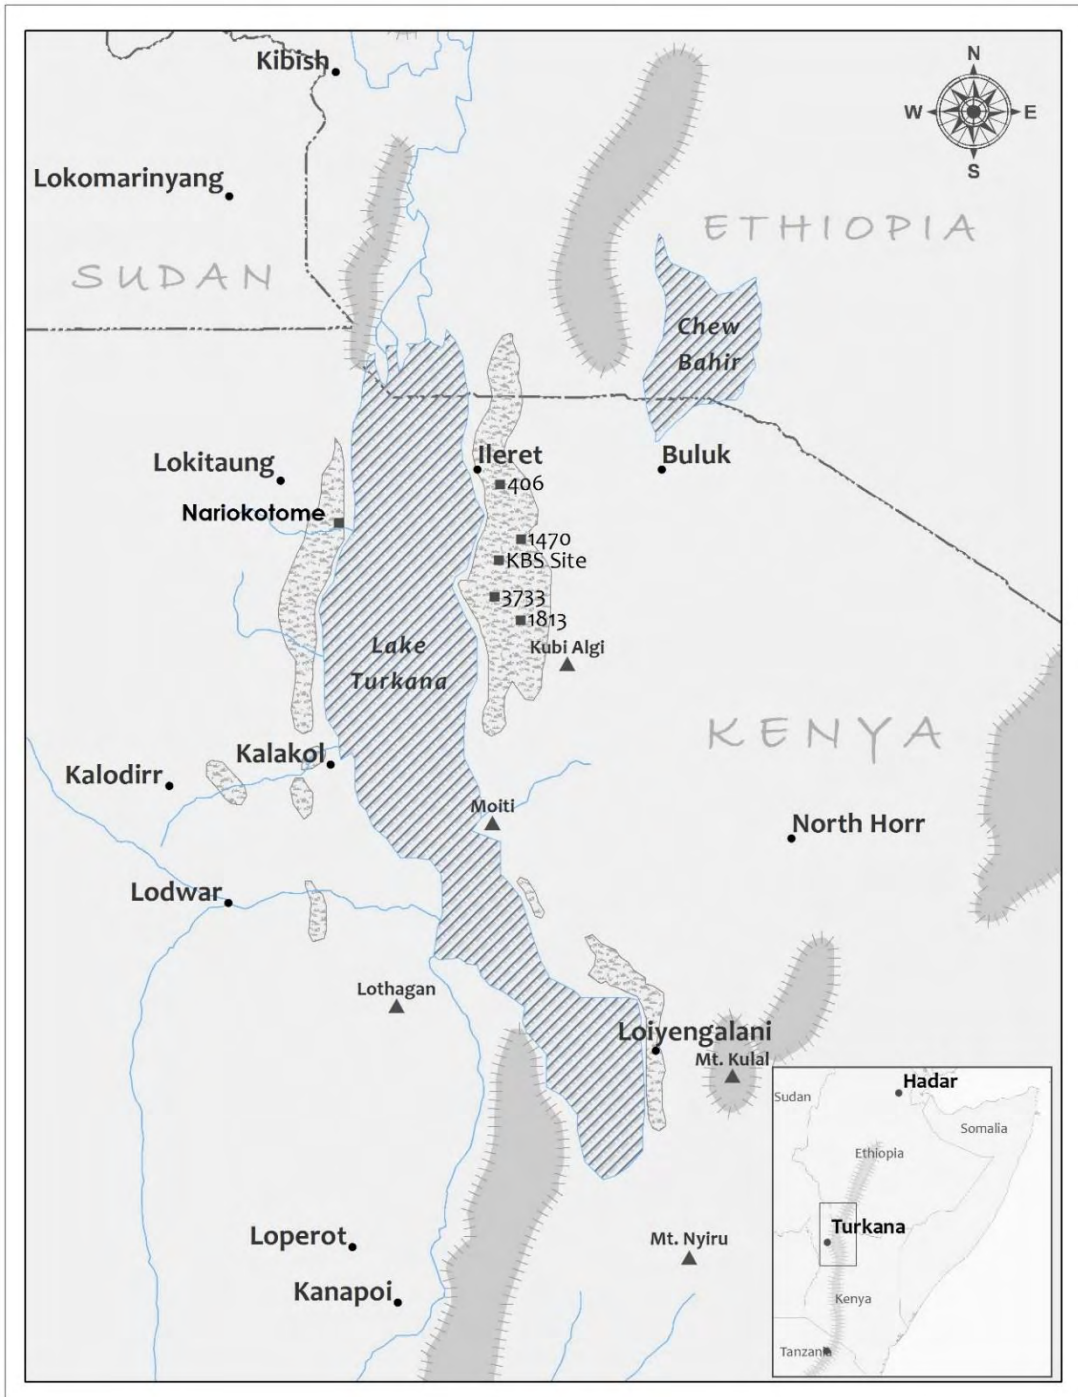 Kibish
N
W
E
S
Lokomarinyang
ETHIOPIA
SUDAN
Chew
Bahir
Lokitaung
Ileret
Buluk
406
Nariokotome
1470
KBS Site
3733
1813
Lake
Turkana
Kubi Algi
KENYA
Kalakol
Kalodirr
Moiti
North Horr
Lodwar
Lothagan
Loiyengalani
Mt. Kulal
Hadar
Sudan
Somalia
Ethiopia
Turkana
Loperot
Mt. Nyiru
Kanapoi
Kenya
Tanzania